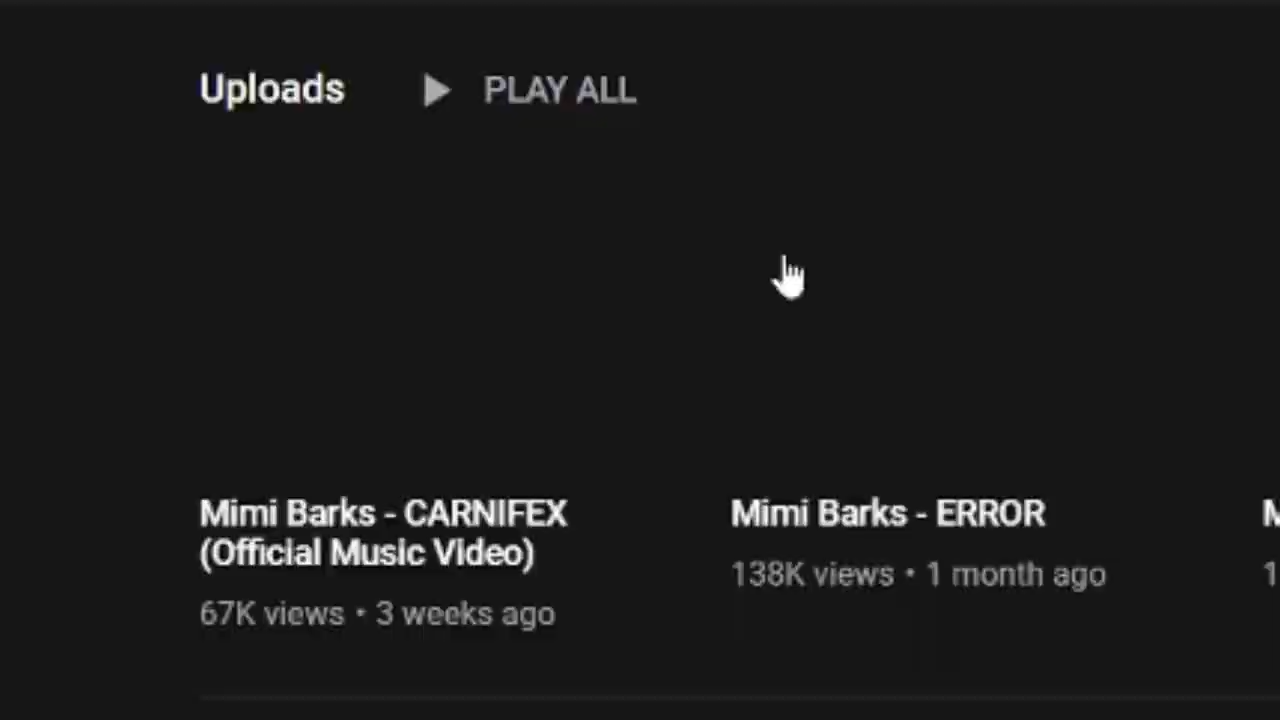 Uploads PLAY ALL
Mimi Barks - CARNIFEX
(Official Music Video)
67K views • 3 weeks ago
Mimi Barks - ERROR
138K views • 1 month ago